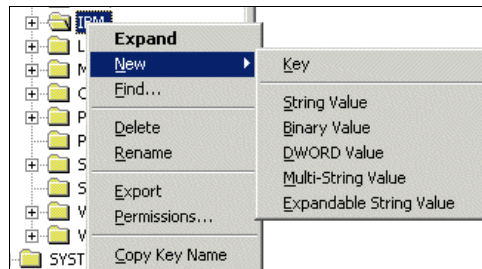 IBM
Expand
L
New
Key
M
Find...
C
String Value
P
Binary Value
Delete
P
DWORD Value
Rename
S
Multi-String Value
S
Export
Expandable String Value
V
Permissions...
V
SYST
Copy Key Name